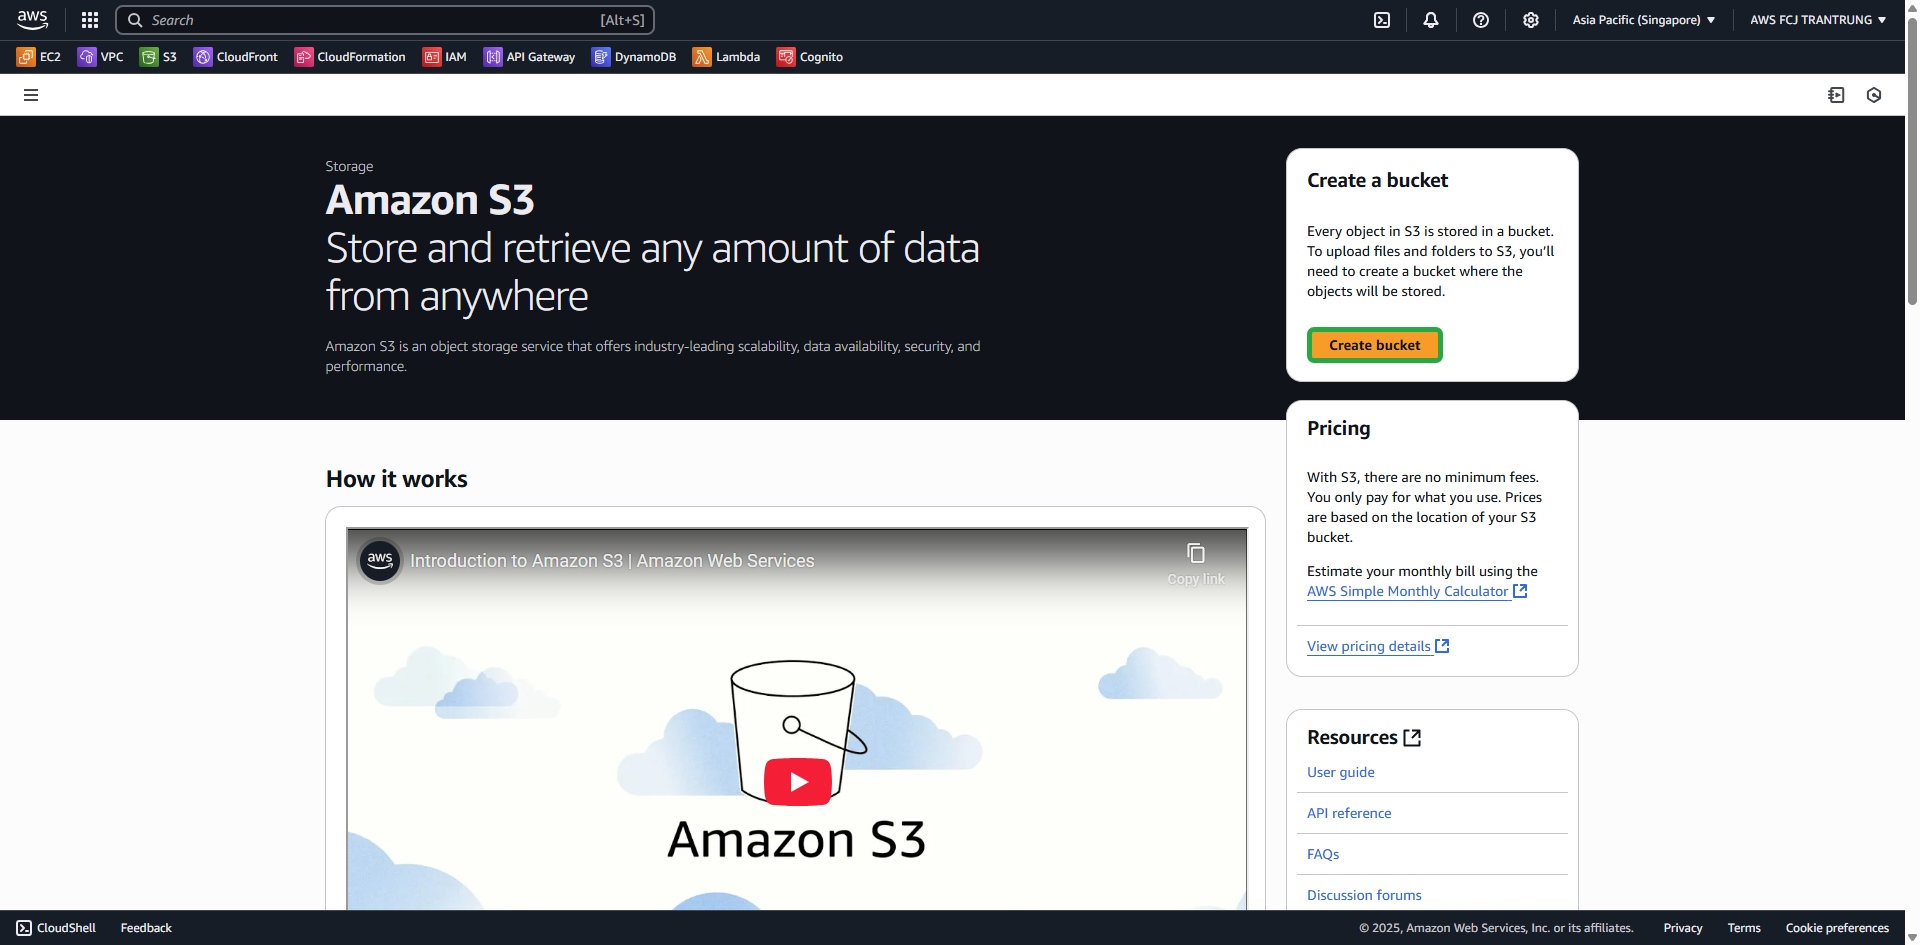 aws
Search [Alt+S]
Asia Pacific (Singapore)
AWS FCJ TRANTRUNG
EC2
VPC
S3
CloudFront
CloudFormation
IAM
API Gateway
DynamoDB
Lambda
Cognito
Storage
Amazon S3
Store and retrieve any amount of data
from anywhere
Amazon S3 is an object storage service that offers industry-leading scalability, data availability, security, and
performance.
Create a bucket
Every object in S3 is stored in a bucket.
To upload files and folders to S3, you'll
need to create a bucket where the
objects will be stored.
Create bucket
Pricing
With S3, there are no minimum fees.
You only pay for what you use. Prices
are based on the location of your S3
bucket.
Estimate your monthly bill using the
AWS Simple Monthly Calculator
View pricing details
How it works
aws
Introduction to Amazon S3 | Amazon Web Services
Copy link
Amazon S3
Resources
User guide
API reference
FAQs
Discussion forums
CloudShell
Feedback
© 2025, Amazon Web Services, Inc. or its affiliates.
Privacy
Terms
Cookie preferences